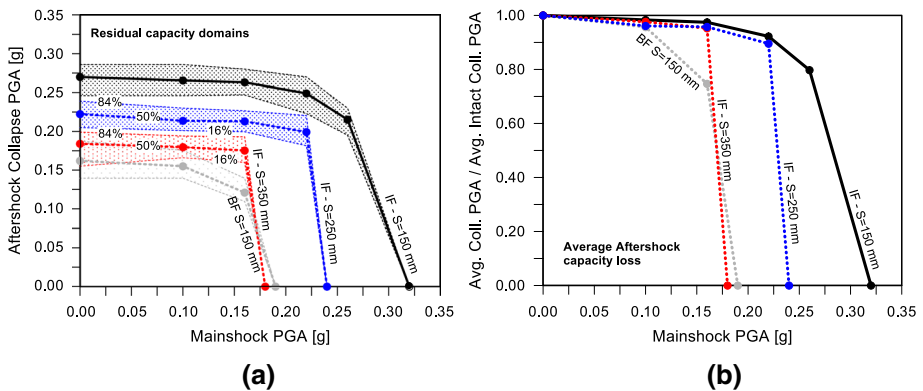 0.35
0.30
0.25
0.20
0.15
0.10
0.05
0.00
Aftershock Collapse PGA [g]
Residual capacity domains
84%
50%
16%
84%
50%
16%
BF S=150 mm
IF - S=350 mm
IF - S=250 mm
IF - S=150 mm
0.00 0.05 0.10 0.15 0.20 0.25 0.30 0.35
Mainshock PGA [g]
(a)
1.00
0.80
0.60
0.40
0.20
0.00
Avg. Coll. PGA / Avg. Intact Coll. PGA
BF S=150 mm
IF - S=350 mm
IF - S=250 mm
IF - S=150 mm
Average Aftershock
capacity loss
0.00 0.05 0.10 0.15 0.20 0.25 0.30 0.35
Mainshock PGA [g]
(b)